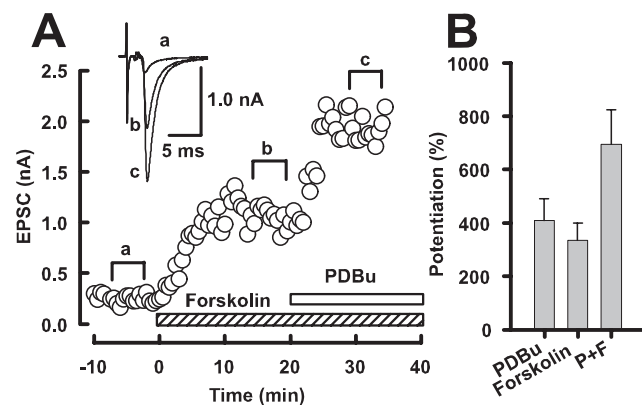 A
B
a
b
c
1.0 nA
5 ms
a
b
c
EPSC (nA)
2.5
2.0
1.5
1.0
0.5
0.0
Forskolin
PDBu
-10 0 10 20 30 40
Time (min)
Potentiation (%)
1000
800
600
400
200
0
PDBu
Forskolin
P+F